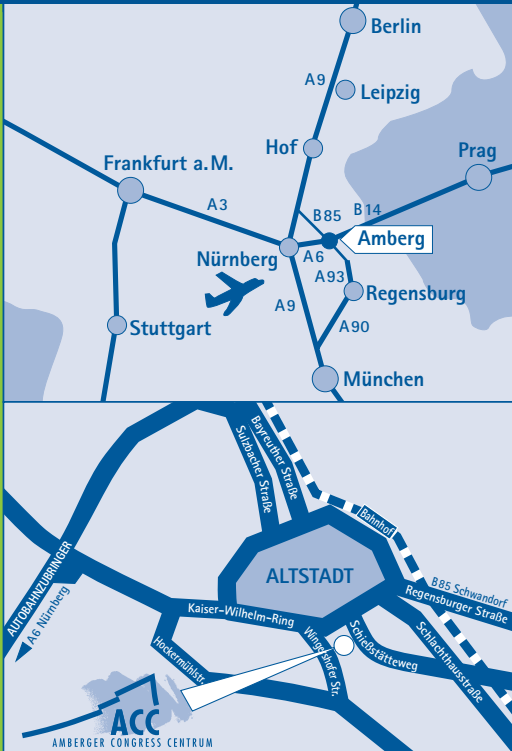 Berlin
A9
Leipzig
Hof
Prag
Frankfurt a.M.
A3
B85
B14
Amberg
Nürnberg
A6
A93
A9
Regensburg
A90
Stuttgart
München
Bayreuther Straße
Sulzbacher Straße
Bahnhof
AUTOBAHNZUBRINGER
A6 Nürnberg
ALTSTADT
B85 Schwandorf
Regensburger Straße
Kaiser-Wilhelm-Ring
Hockermühlstr.
Wingershofer Str.
Schießstätteweg
Schlachthausstraße
ACC
AMBERGER CONGRESS CENTRUM